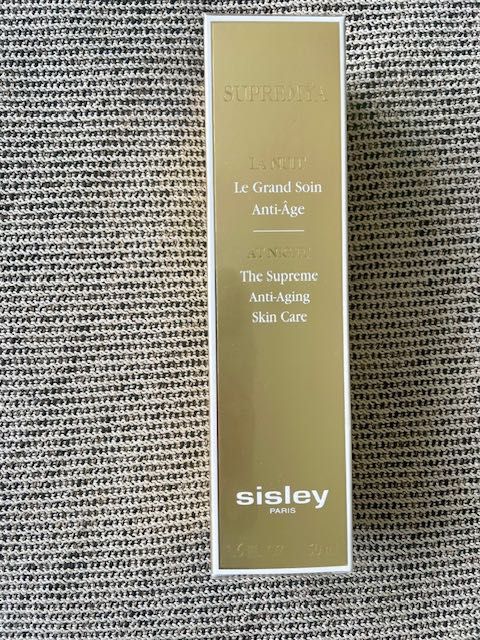 SUPREMŸA
LA NUIT
Le Grand Soin
Anti-Âge
AT NIGHT
The Supreme
Anti-Aging
Skin Care
sisley
PARIS